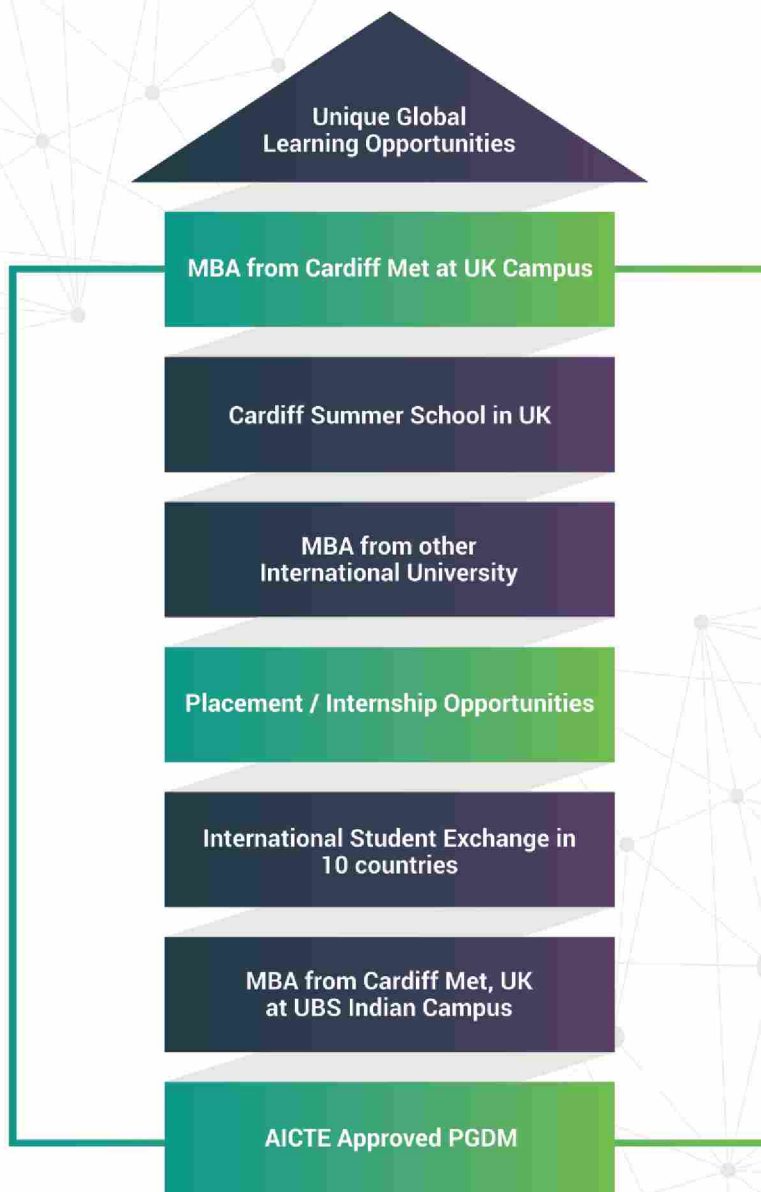 Unique Global
Learning Opportunities
MBA from Cardiff Met at UK Campus
Cardiff Summer School in UK
MBA from other
International University
Placement / Internship Opportunities
International Student Exchange in
10 countries
MBA from Cardiff Met, UK
at UBS Indian Campus
AICTE Approved PGDM